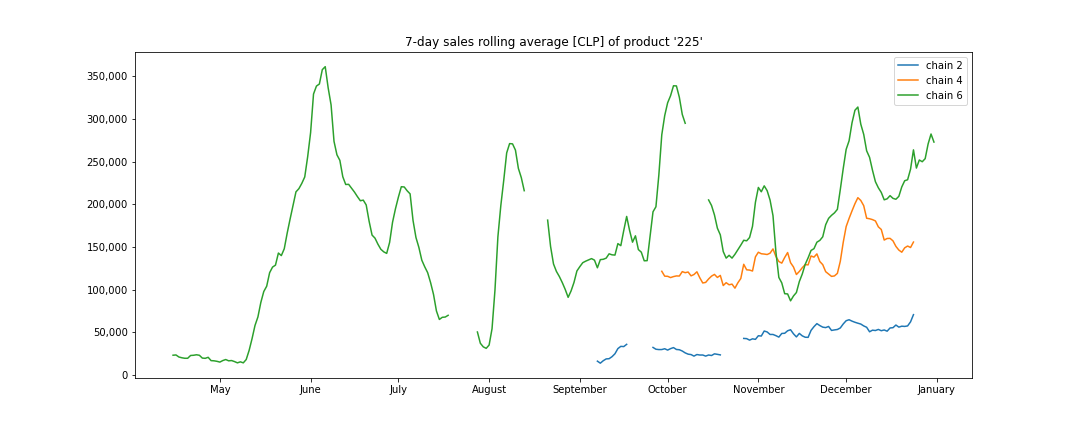 7-day sales rolling average [CLP] of product '225'
chain 2
chain 4
chain 6
350,000
300,000
250,000
200,000
150,000
100,000
50,000
0
May June July August September October November December January